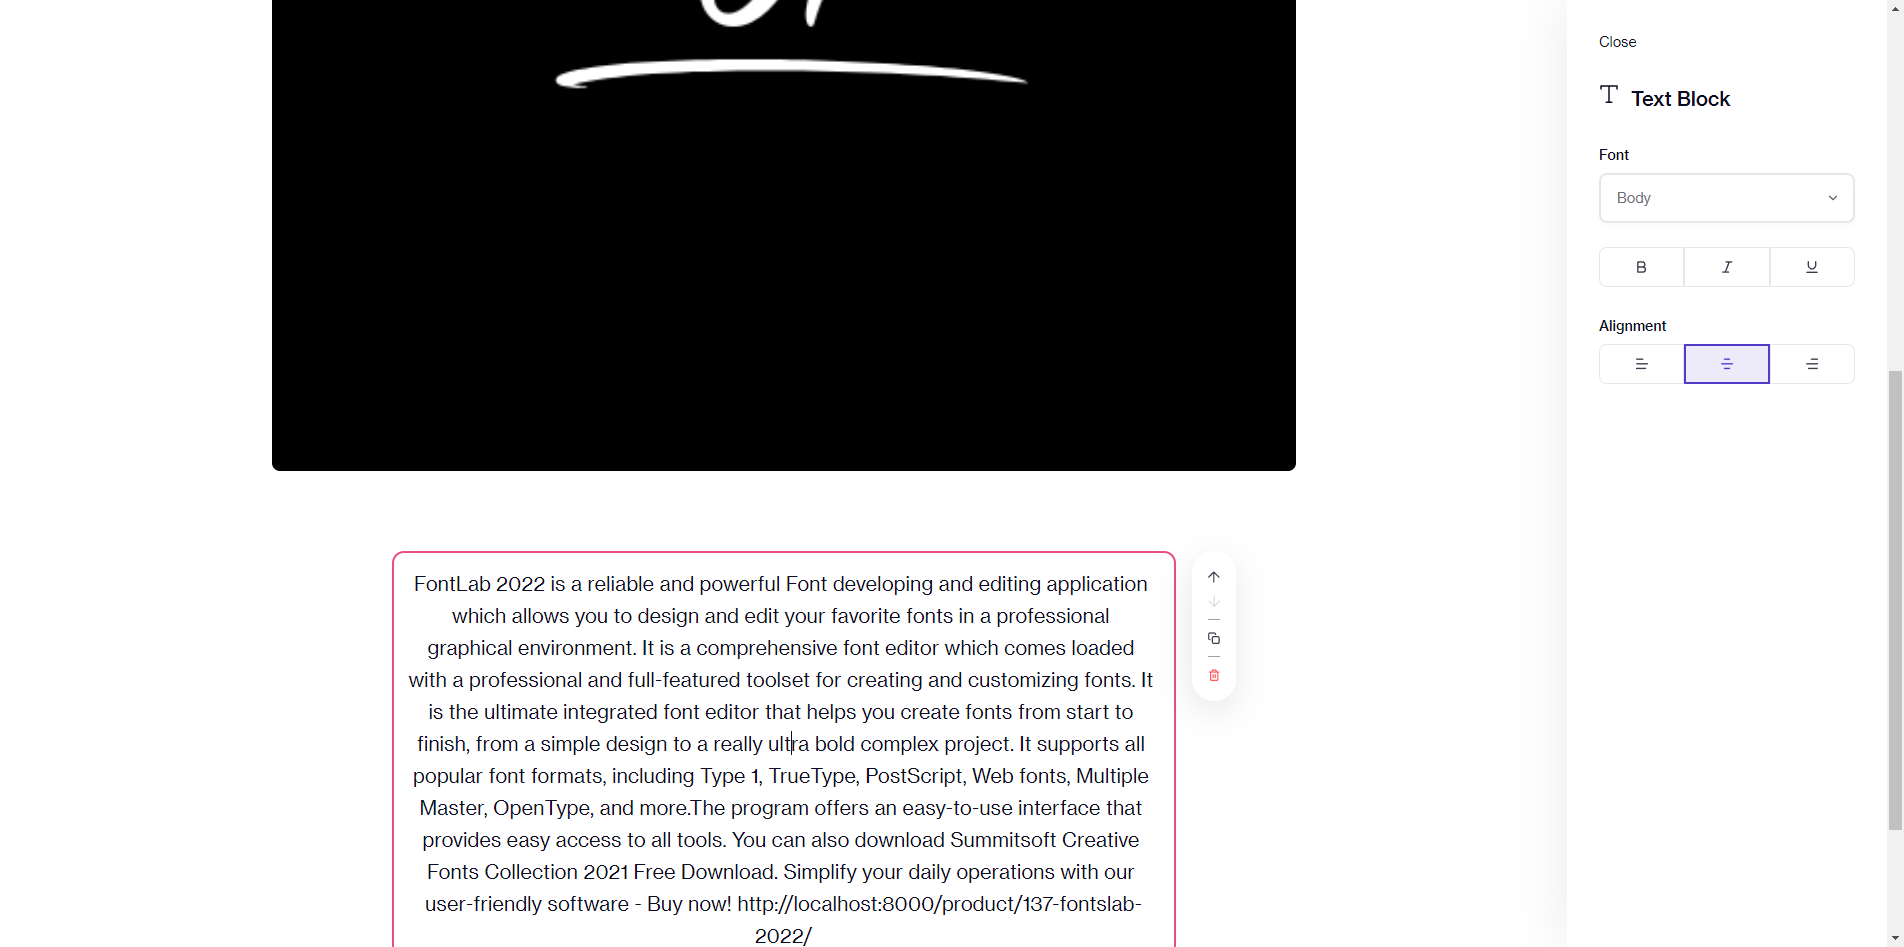 Close
Text Block
Font
Body
B I U
Alignment
FontLab 2022 is a reliable and powerful Font developing and editing application
which allows you to design and edit your favorite fonts in a professional
graphical environment. It is a comprehensive font editor which comes loaded
with a professional and full-featured toolset for creating and customizing fonts. It
is the ultimate integrated font editor that helps you create fonts from start to
finish, from a simple design to a really ultra bold complex project. It supports all
popular font formats, including Type 1, TrueType, PostScript, Web fonts, Multiple
Master, OpenType, and more.The program offers an easy-to-use interface that
provides easy access to all tools. You can also download Summitsoft Creative
Fonts Collection 2021 Free Download. Simplify your daily operations with our
user-friendly software - Buy now! http://localhost:8000/product/137-fontslab-
2022/